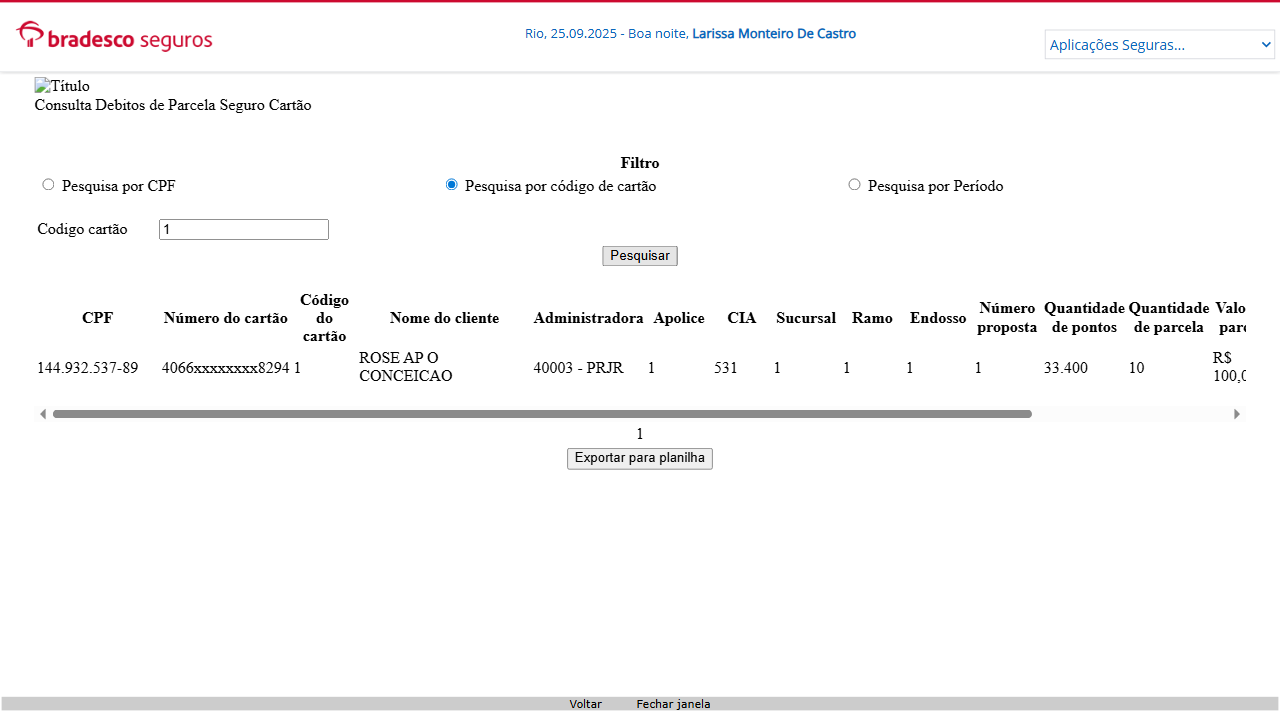 bradesco seguros
Rio, 25.09.2025 - Boa noite, Larissa Monteiro De Castro
Aplicações Seguras...
Título
Consulta Debitos de Parcela Seguro Cartão
Filtro
Pesquisa por CPF Pesquisa por código de cartão Pesquisa por Período
Codigo cartão 1
Pesquisar
CPF Número do cartão Código do cartão Nome do cliente Administradora Apolice CIA Sucursal Ramo Endosso Número proposta Quantidade de pontos Quantidade de parcela Valo parc
144.932.537-89 4066xxxxxxxx8294 1 ROSE AP O CONCEICAO 40003 - PRJR 1 531 1 1 1 1 33.400 10 R$ 100,0
1
Exportar para planilha
Voltar Fechar janela